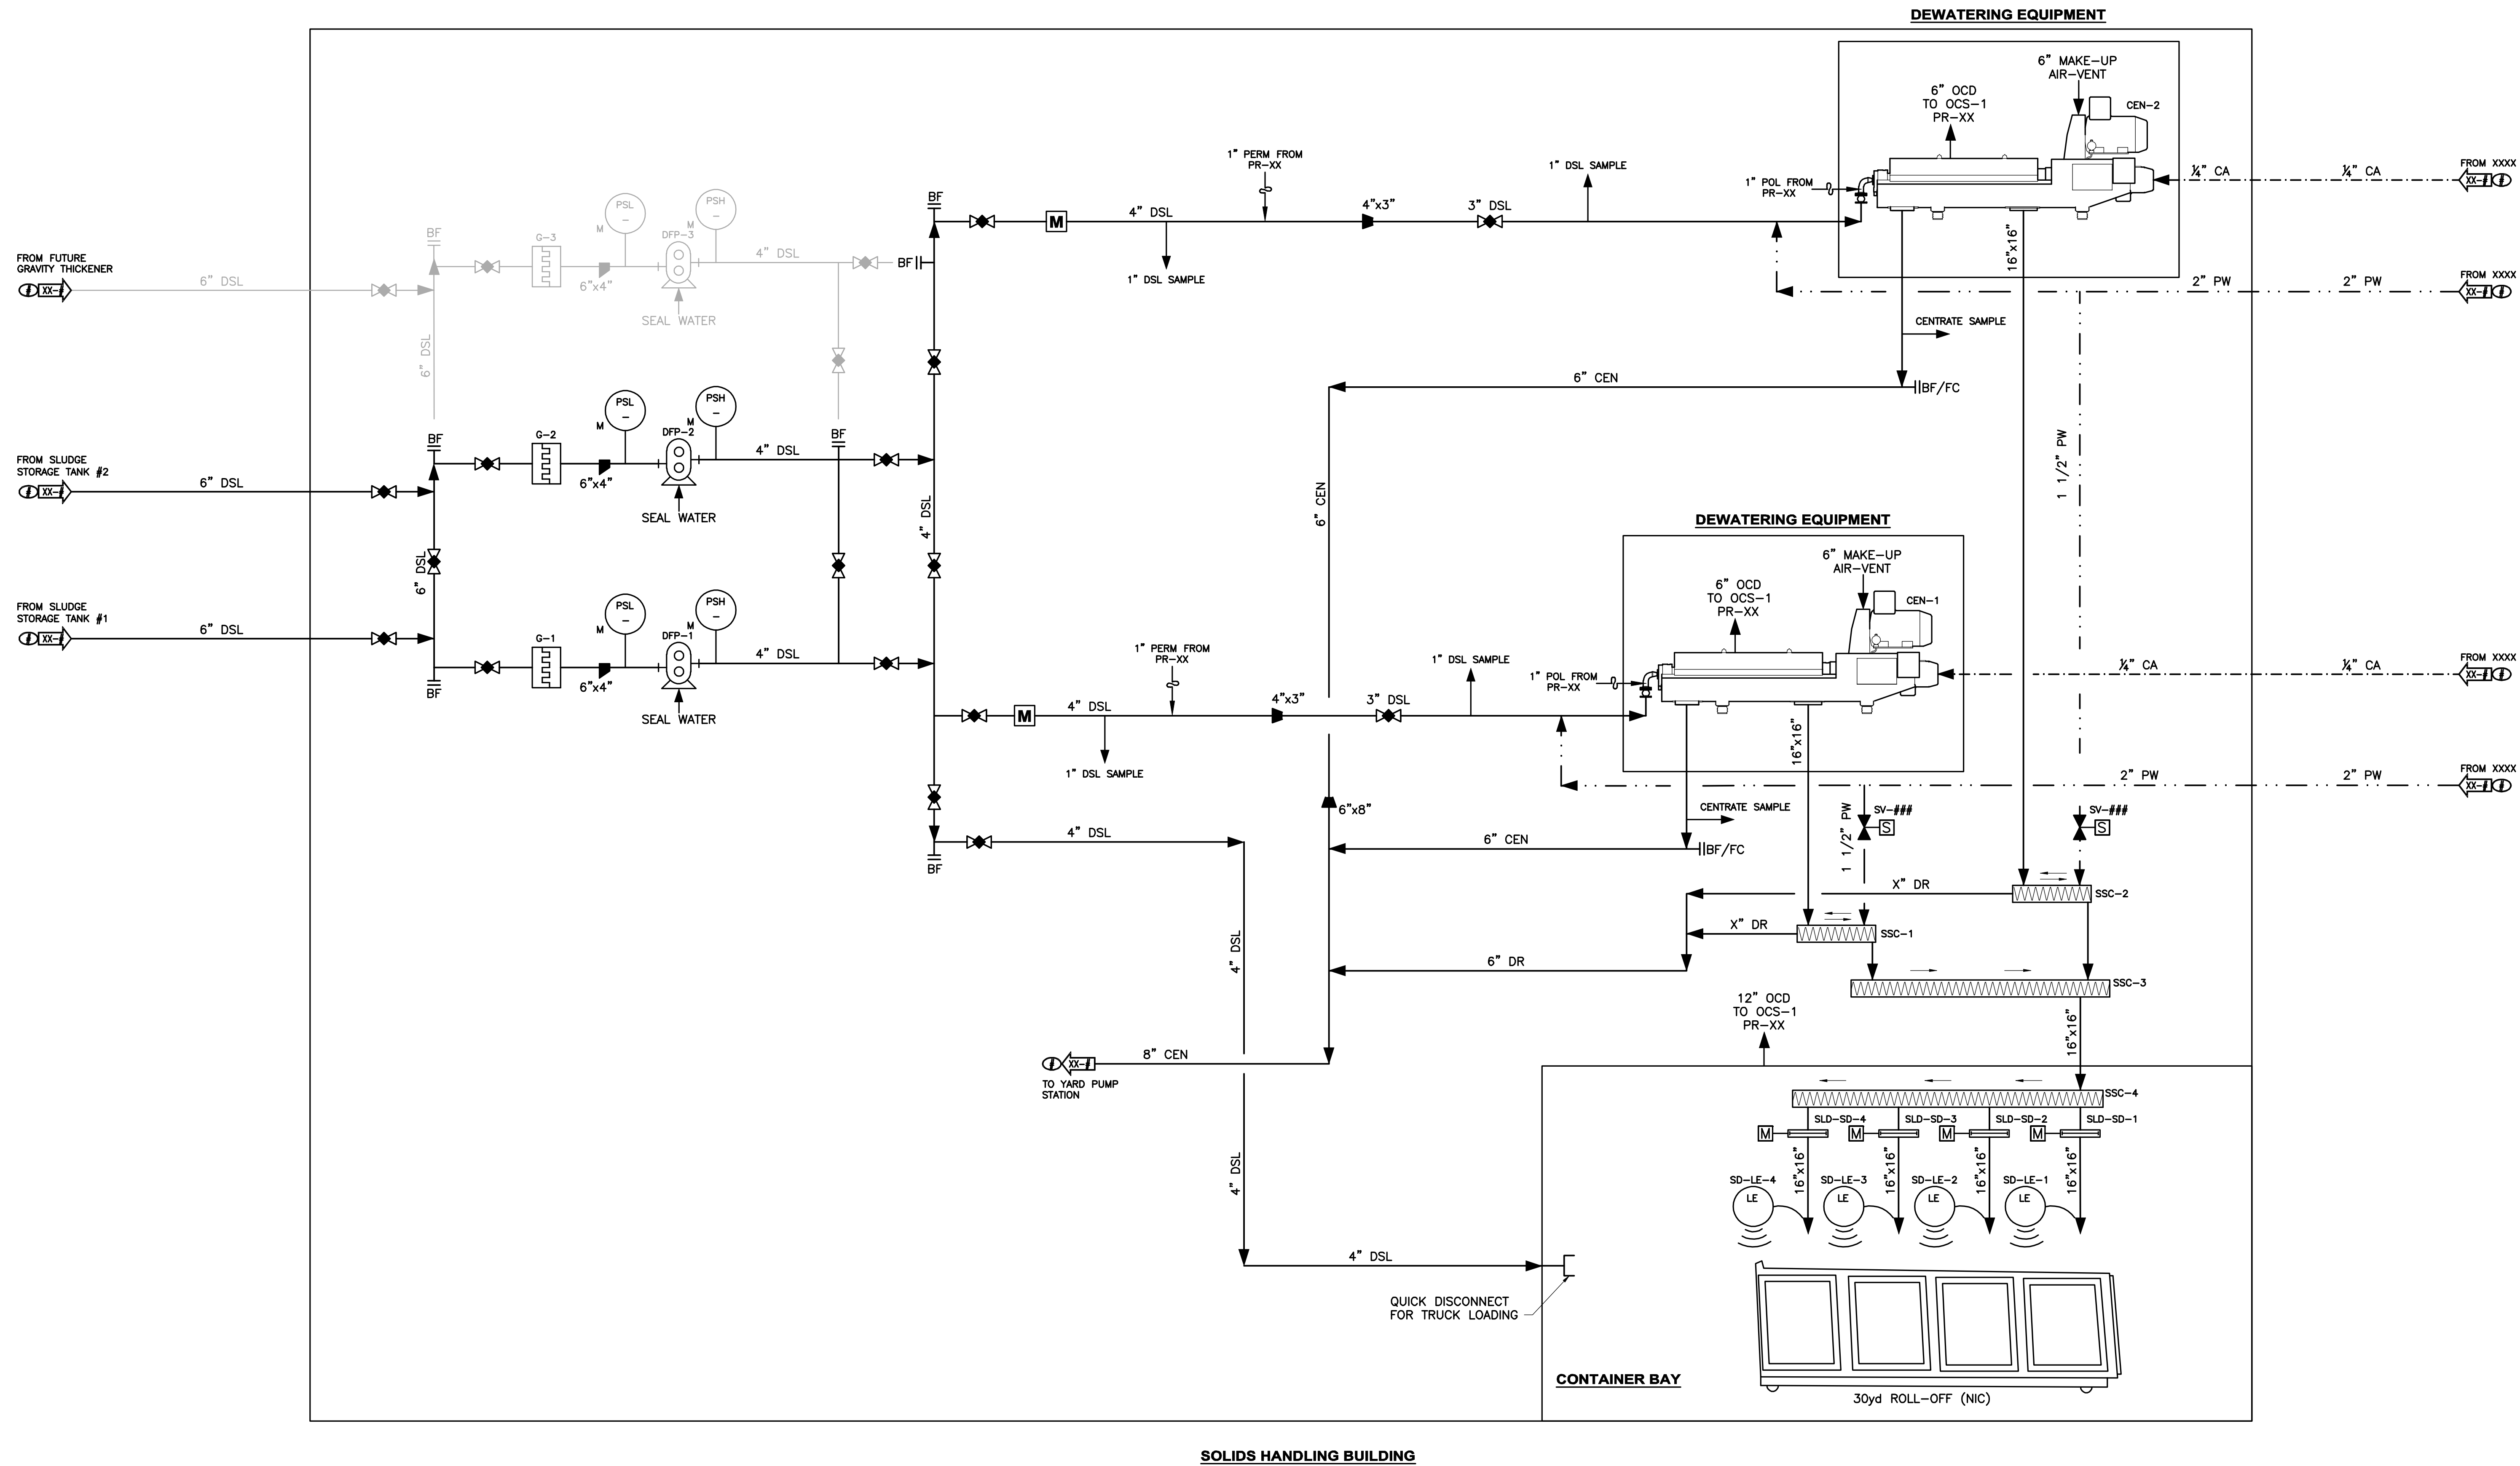 DEWATERING EQUIPMENT
6” MAKE-UP
AIR-VENT
6” OCD
TO OCS-1
PR-XX
CEN-2
1” PERM FROM
PR-XX
1” DSL SAMPLE
1” POL FROM
PR-XX
¼” CA
¼” CA
FROM XXXX
XX-#
#
PSL
-
M
PSH
-
M
BF
4” DSL
4”x3”
3” DSL
16”x16”
BF
G-3
DFP-3
4” DSL
BF
FROM FUTURE
GRAVITY THICKENER
#
XX-#
6” DSL
6”x4”
SEAL WATER
1” DSL SAMPLE
2” PW
2” PW
FROM XXXX
XX-#
#
CENTRATE SAMPLE
6” DSL
6” CEN
BF/FC
PSL
-
M
PSH
-
M
BF
G-2
DFP-2
4” DSL
BF
1 1/2” PW
FROM SLUDGE
STORAGE TANK #2
#
XX-#
6” DSL
6”x4”
SEAL WATER
4” DSL
6” CEN
DEWATERING EQUIPMENT
6” MAKE-UP
AIR-VENT
6” OCD
TO OCS-1
PR-XX
CEN-1
6” DSL
FROM SLUDGE
STORAGE TANK #1
#
XX-#
6” DSL
PSL
-
M
PSH
-
M
G-1
DFP-1
4” DSL
6”x4”
SEAL WATER
BF
1” PERM FROM
PR-XX
1” DSL SAMPLE
1” POL FROM
PR-XX
¼” CA
¼” CA
FROM XXXX
XX-#
#
M
M
4” DSL
4”x3”
3” DSL
16”x16”
1” DSL SAMPLE
2” PW
2” PW
FROM XXXX
XX-#
#
6”x8”
CENTRATE SAMPLE
1 1/2” PW
SV-###
S
SV-###
S
4” DSL
BF
6” CEN
BF/FC
X” DR
SSC-2
X” DR
SSC-1
4” DSL
6” DR
SSC-3
12” OCD
TO OCS-1
PR-XX
16”x16”
8” CEN
#
XX-#
TO YARD PUMP
STATION
SSC-4
SLD-SD-4
SLD-SD-3
SLD-SD-2
SLD-SD-1
M
M
M
M
16”x16”
16”x16”
16”x16”
16”x16”
4” DSL
SD-LE-4
SD-LE-3
SD-LE-2
SD-LE-1
LE
LE
LE
LE
4” DSL
QUICK DISCONNECT
FOR TRUCK LOADING
CONTAINER BAY
30yd ROLL-OFF (NIC)
SOLIDS HANDLING BUILDING